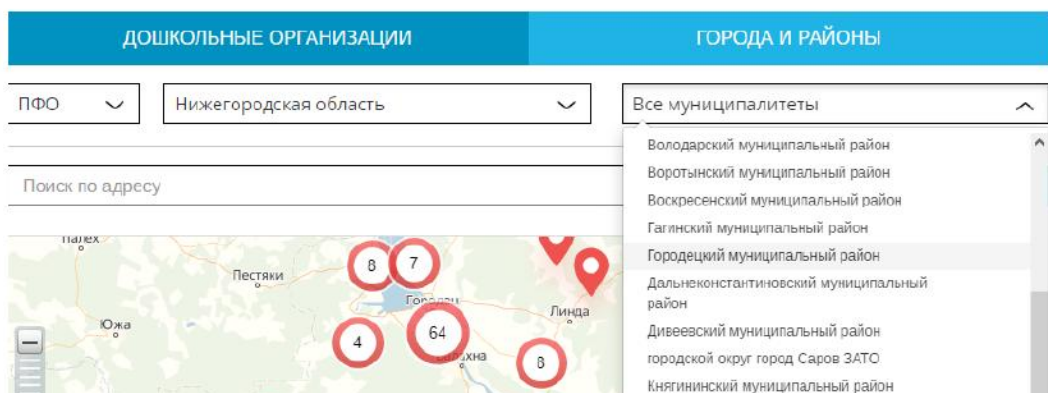 ДОШКОЛЬНЫЕ ОРГАНИЗАЦИИ
ГОРОДА И РАЙОНЫ
ПФО
Нижегородская область
Все муниципалитеты
Володарский муниципальный район
Воротынский муниципальный район
Воскресенский муниципальный район
Гагинский муниципальный район
Городецкий муниципальный район
Дальнеконстантиновский муниципальный
район
Дивеевский муниципальный район
городской округ город Саров ЗАТО
Княгининский муниципальный район
Поиск по адресу
Палех
Пестяки
8
7
Городец
Линда
Южа
4
64
8